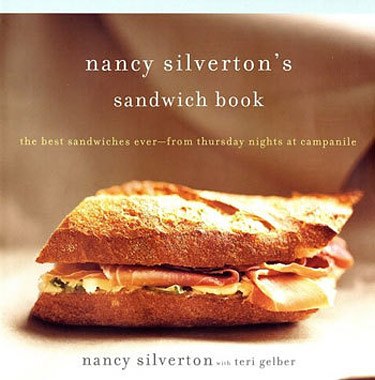 nancy silverton's
sandwich book
the best sandwiches ever—from thursday nights at campanile
nancy silverton with teri gelber